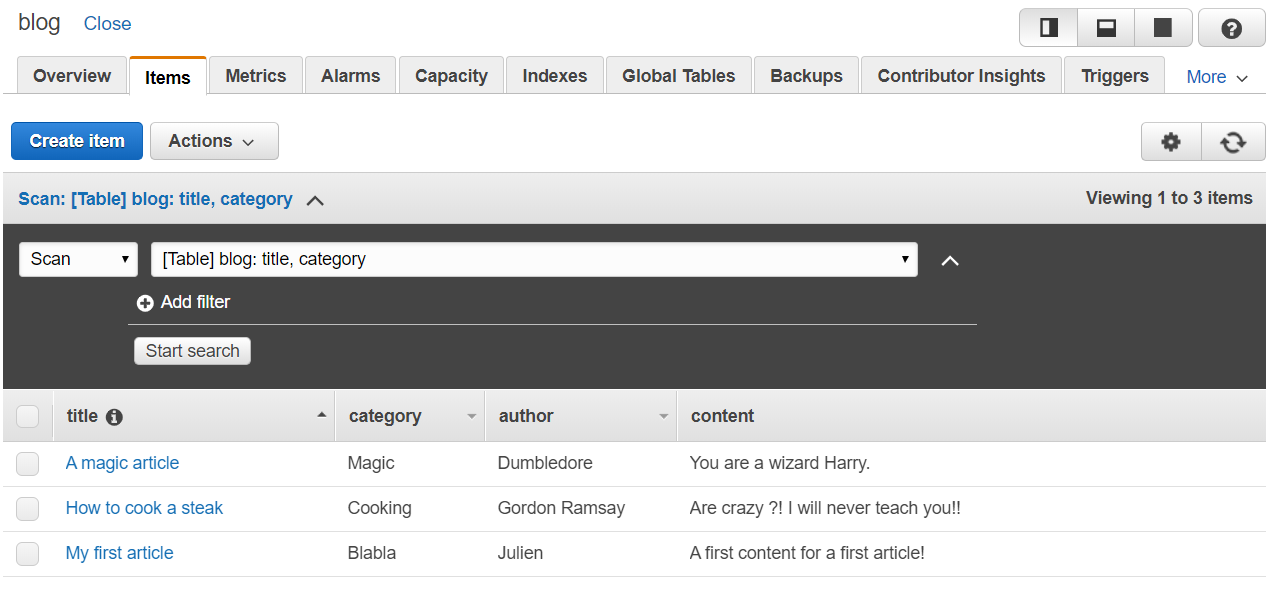 blog Close
Overview Items Metrics Alarms Capacity Indexes Global Tables Backups Contributor Insights Triggers More
Create item Actions
Scan: [Table] blog: title, category Viewing 1 to 3 items
Scan [Table] blog: title, category
Add filter
Start search
title category author content
A magic article Magic Dumbledore You are a wizard Harry.
How to cook a steak Cooking Gordon Ramsay Are crazy ?! I will never teach you!!
My first article Blabla Julien A first content for a first article!